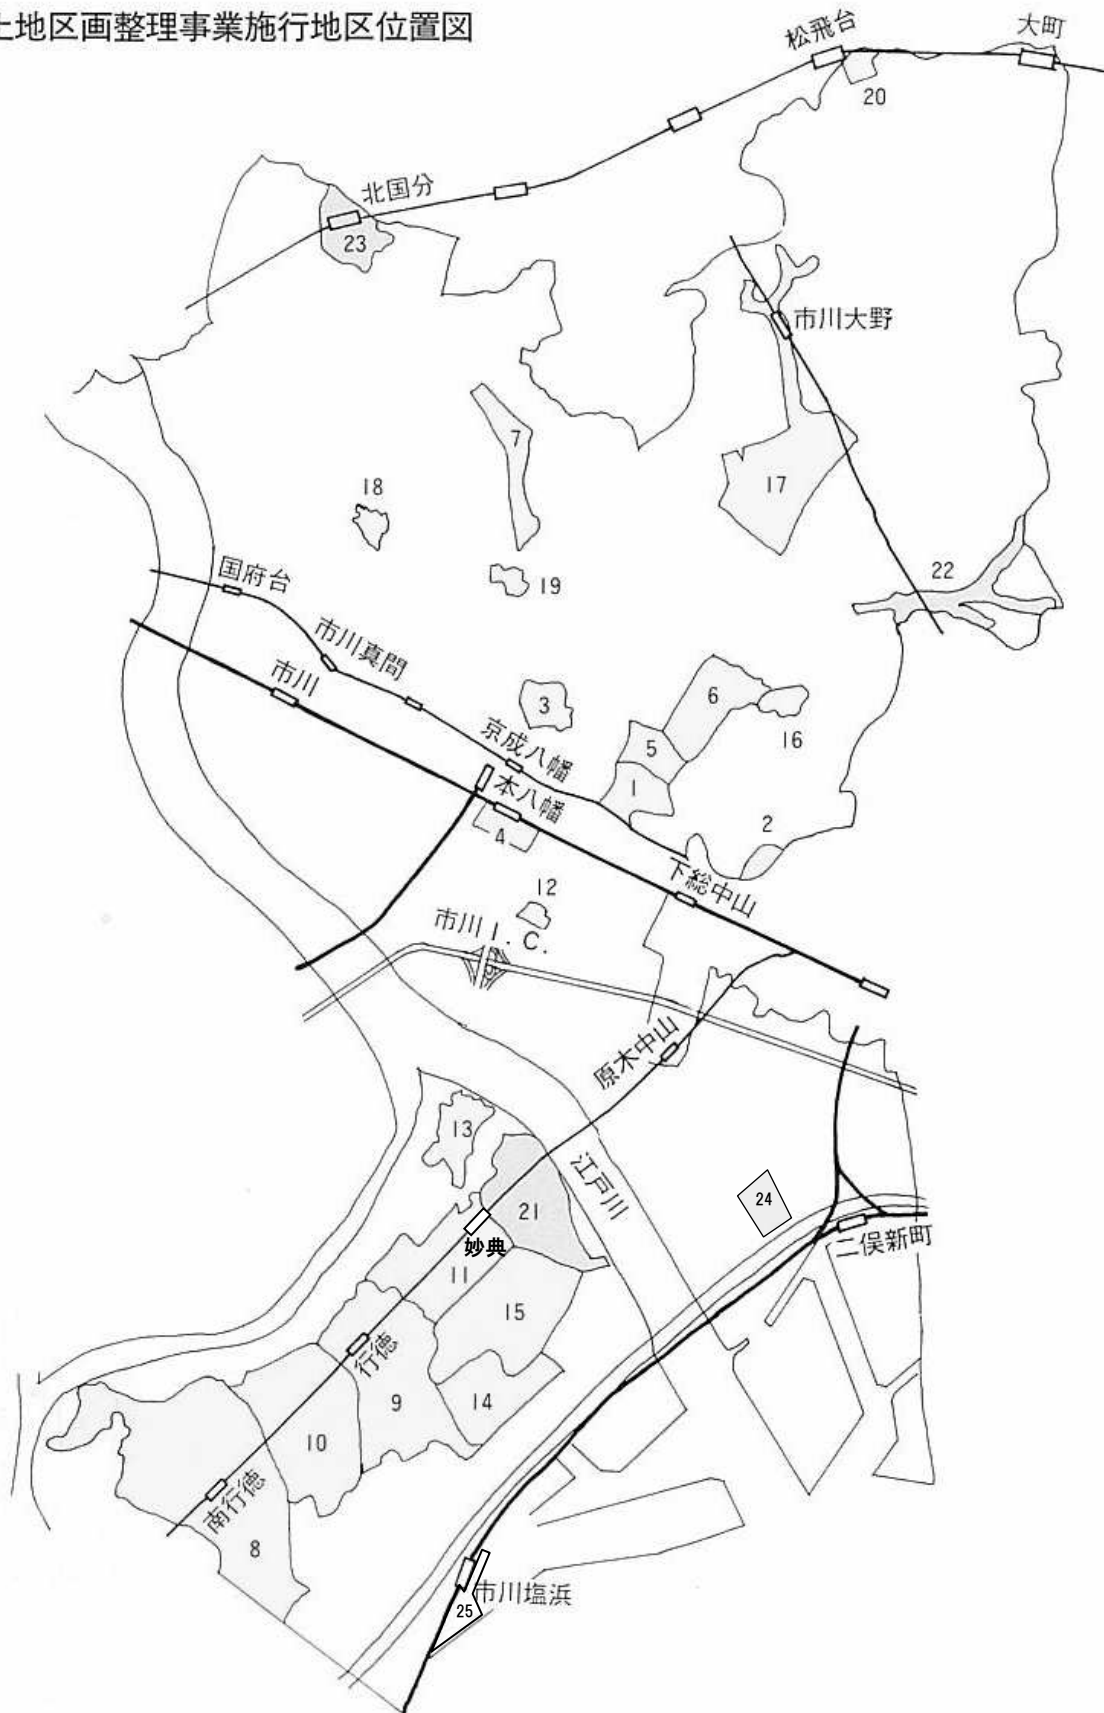 土地区画整理事業施行地区位置図
松飛台
大町
20
北国分
23
市川大野
7
17
18
19
22
国府台
市川真間
市川
3
6
16
5
京成八幡
1
本八幡
4
2
下総中山
12
市川I.C.
原木中山
13
21
江戸川
24
妙典
二俣新町
11
15
行徳
9
14
10
南行徳
8
市川塩浜
25